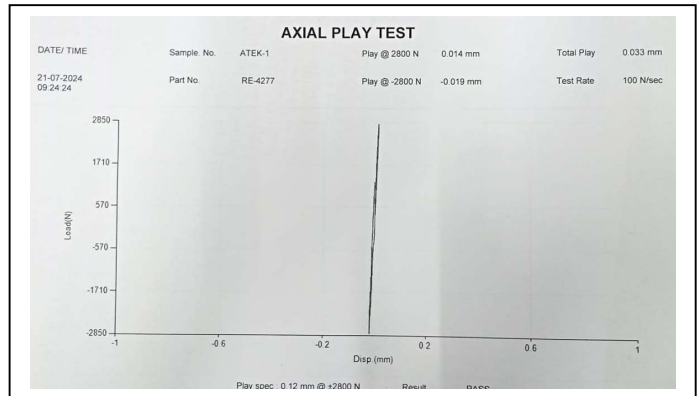 AXIAL PLAY TEST
DATE/ TIME Sample. No. ATEK-1 Play @ 2800 N 0.014 mm Total Play 0.033 mm
21-07-2024 Part No. RE-4277 Play @ -2800 N -0.019 mm Test Rate 100 N/sec
09:24 24
2850
1710
570
-570
-1710
-2850
Load(N)
-1 -0.6 -0.2 0.2 0.6 1
Disp.(mm)
Play spec : 0.12 mm @ ±2800 N Result PASS